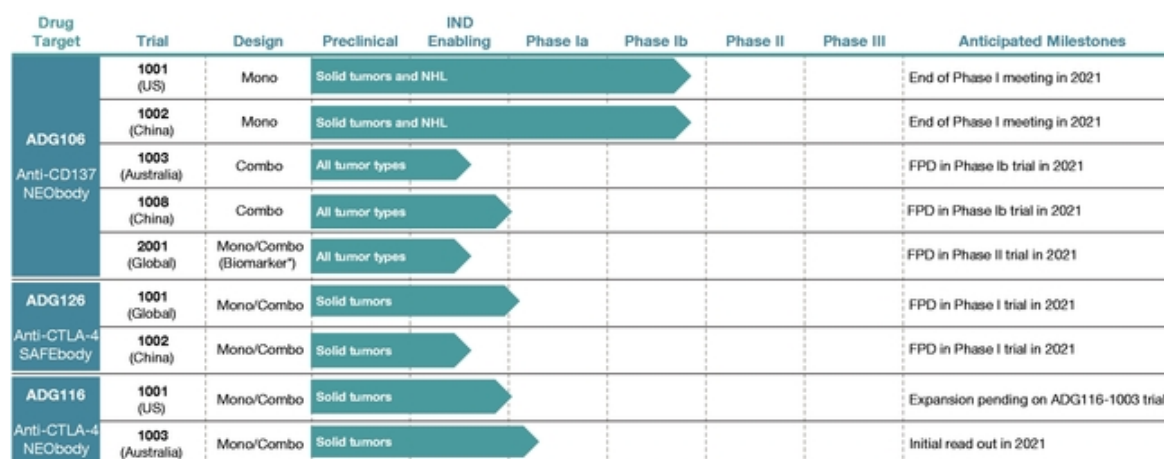 Drug Target Trial Design Preclinical IND Enabling Phase Ia Phase Ib Phase II Phase III Anticipated Milestones
ADG106
Anti-CD137
NEObody
1001
(US)
Mono
Solid tumors and NHL
End of Phase I meeting in 2021
1002
(China)
Mono
Solid tumors and NHL
End of Phase I meeting in 2021
1003
(Australia)
Combo
All tumor types
FPD in Phase Ib trial in 2021
1008
(China)
Combo
All tumor types
FPD in Phase Ib trial in 2021
2001
(Global)
Mono/Combo
(Biomarker*)
All tumor types
FPD in Phase II trial in 2021
ADG126
Anti-CTLA-4
SAFEbody
1001
(Global)
Mono/Combo
Solid tumors
FPD in Phase I trial in 2021
1002
(China)
Mono/Combo
Solid tumors
FPD in Phase I trial in 2021
ADG116
Anti-CTLA-4
NEObody
1001
(US)
Mono/Combo
Solid tumors
Expansion pending on ADG116-1003 trial
1003
(Australia)
Mono/Combo
Solid tumors
Initial read out in 2021